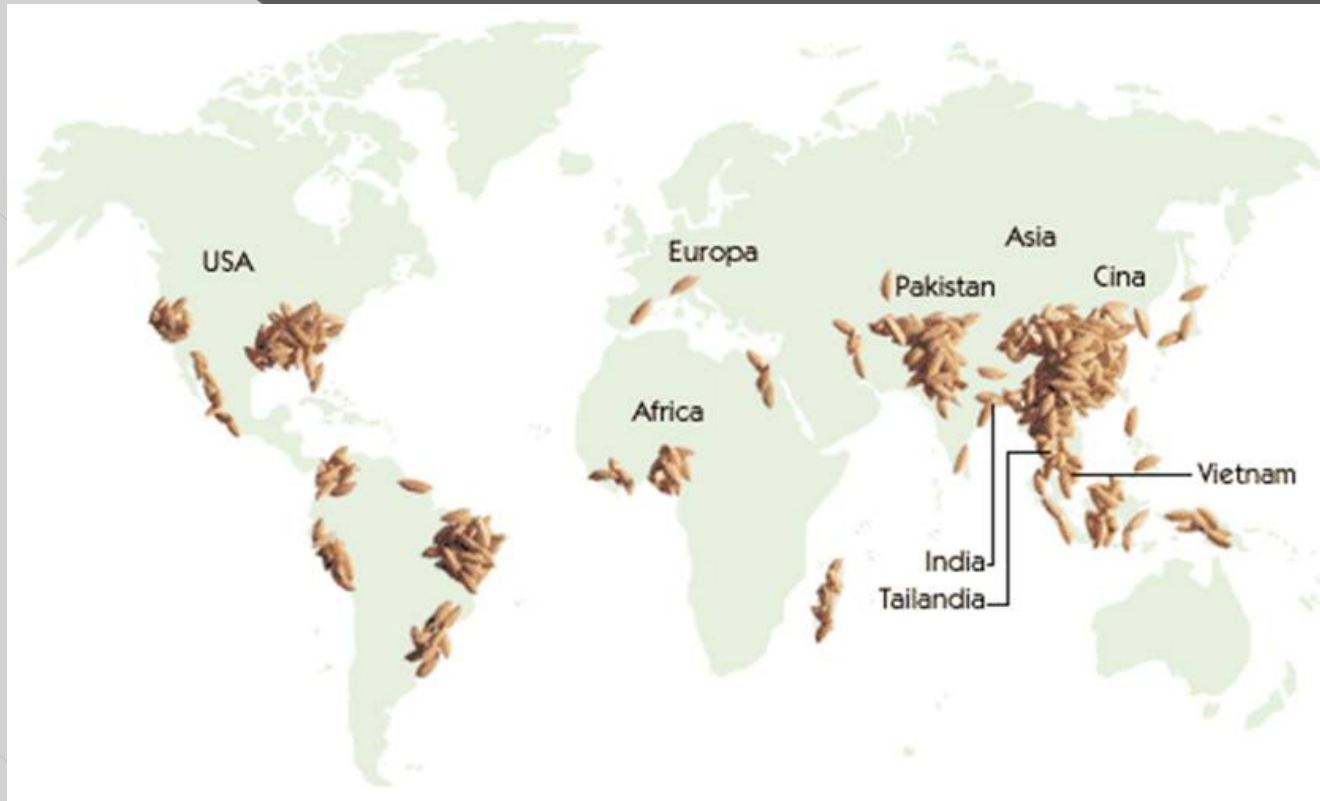 Asia
Europa
USA
Cina
Pakistan
Africa
Vietnam
India
Tailandia